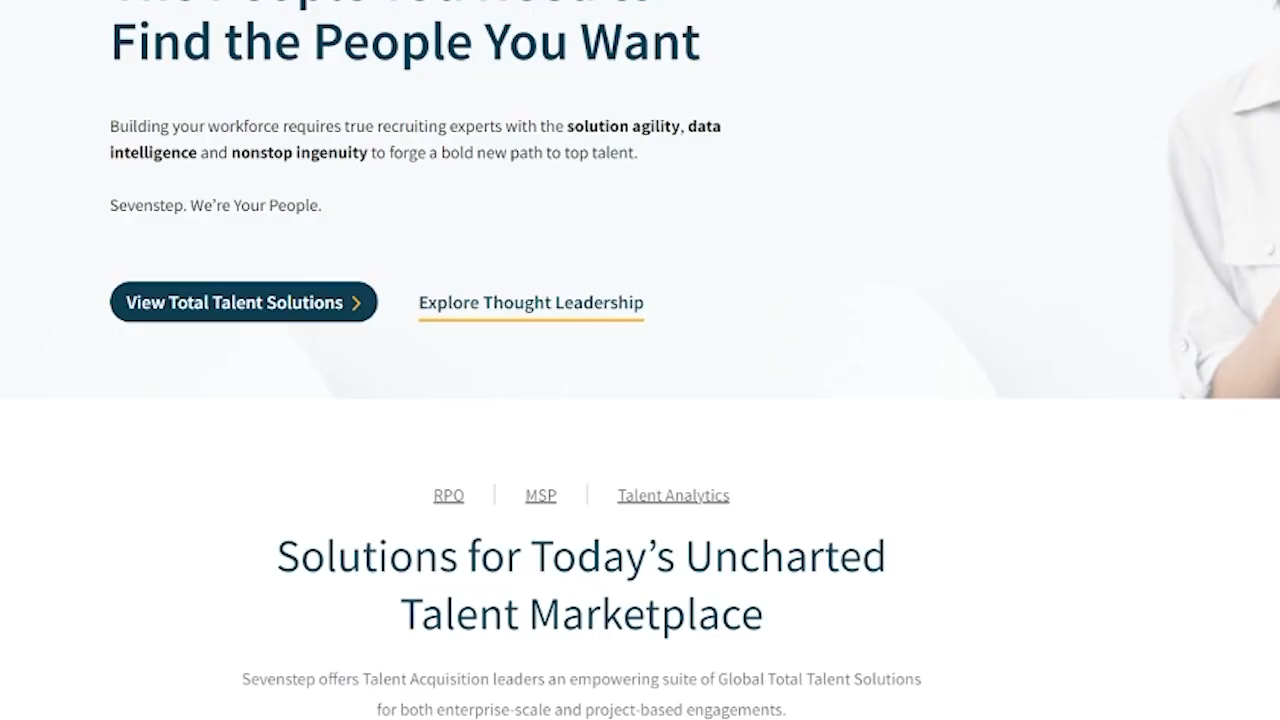 Find the People You Want
Building your workforce requires true recruiting experts with the solution agility, data
intelligence and nonstop ingenuity to forge a bold new path to top talent.
Sevenstep. We’re Your People.
View Total Talent Solutions
Explore Thought Leadership
RPO
MSP
Talent Analytics
Solutions for Today’s Uncharted
Talent Marketplace
Sevenstep offers Talent Acquisition leaders an empowering suite of Global Total Talent Solutions
for both enterprise-scale and project-based engagements.